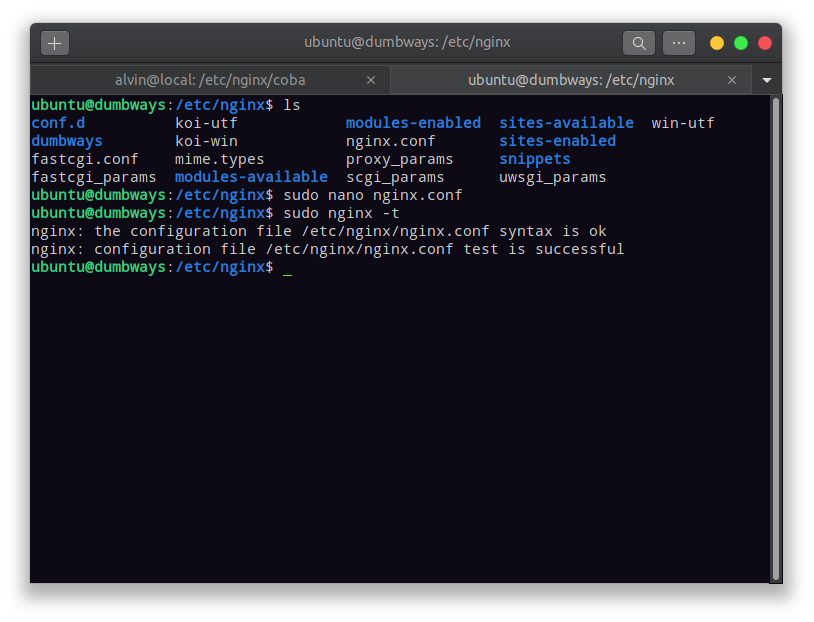 ubuntu@dumbways: /etc/nginx
alvin@local: /etc/nginx/coba
ubuntu@dumbways: /etc/nginx
ubuntu@dumbways:/etc/nginx$ ls
conf.d koi-utf modules-enabled sites-available win-utf
dumbways koi-win nginx.conf sites-enabled
fastcgi.conf mime.types proxy_params snippets
fastcgi_params modules-available scgi_params uwsgi_params
ubuntu@dumbways:/etc/nginx$ sudo nano nginx.conf
ubuntu@dumbways:/etc/nginx$ sudo nginx -t
nginx: the configuration file /etc/nginx/nginx.conf syntax is ok
nginx: configuration file /etc/nginx/nginx.conf test is successful
ubuntu@dumbways:/etc/nginx$ _